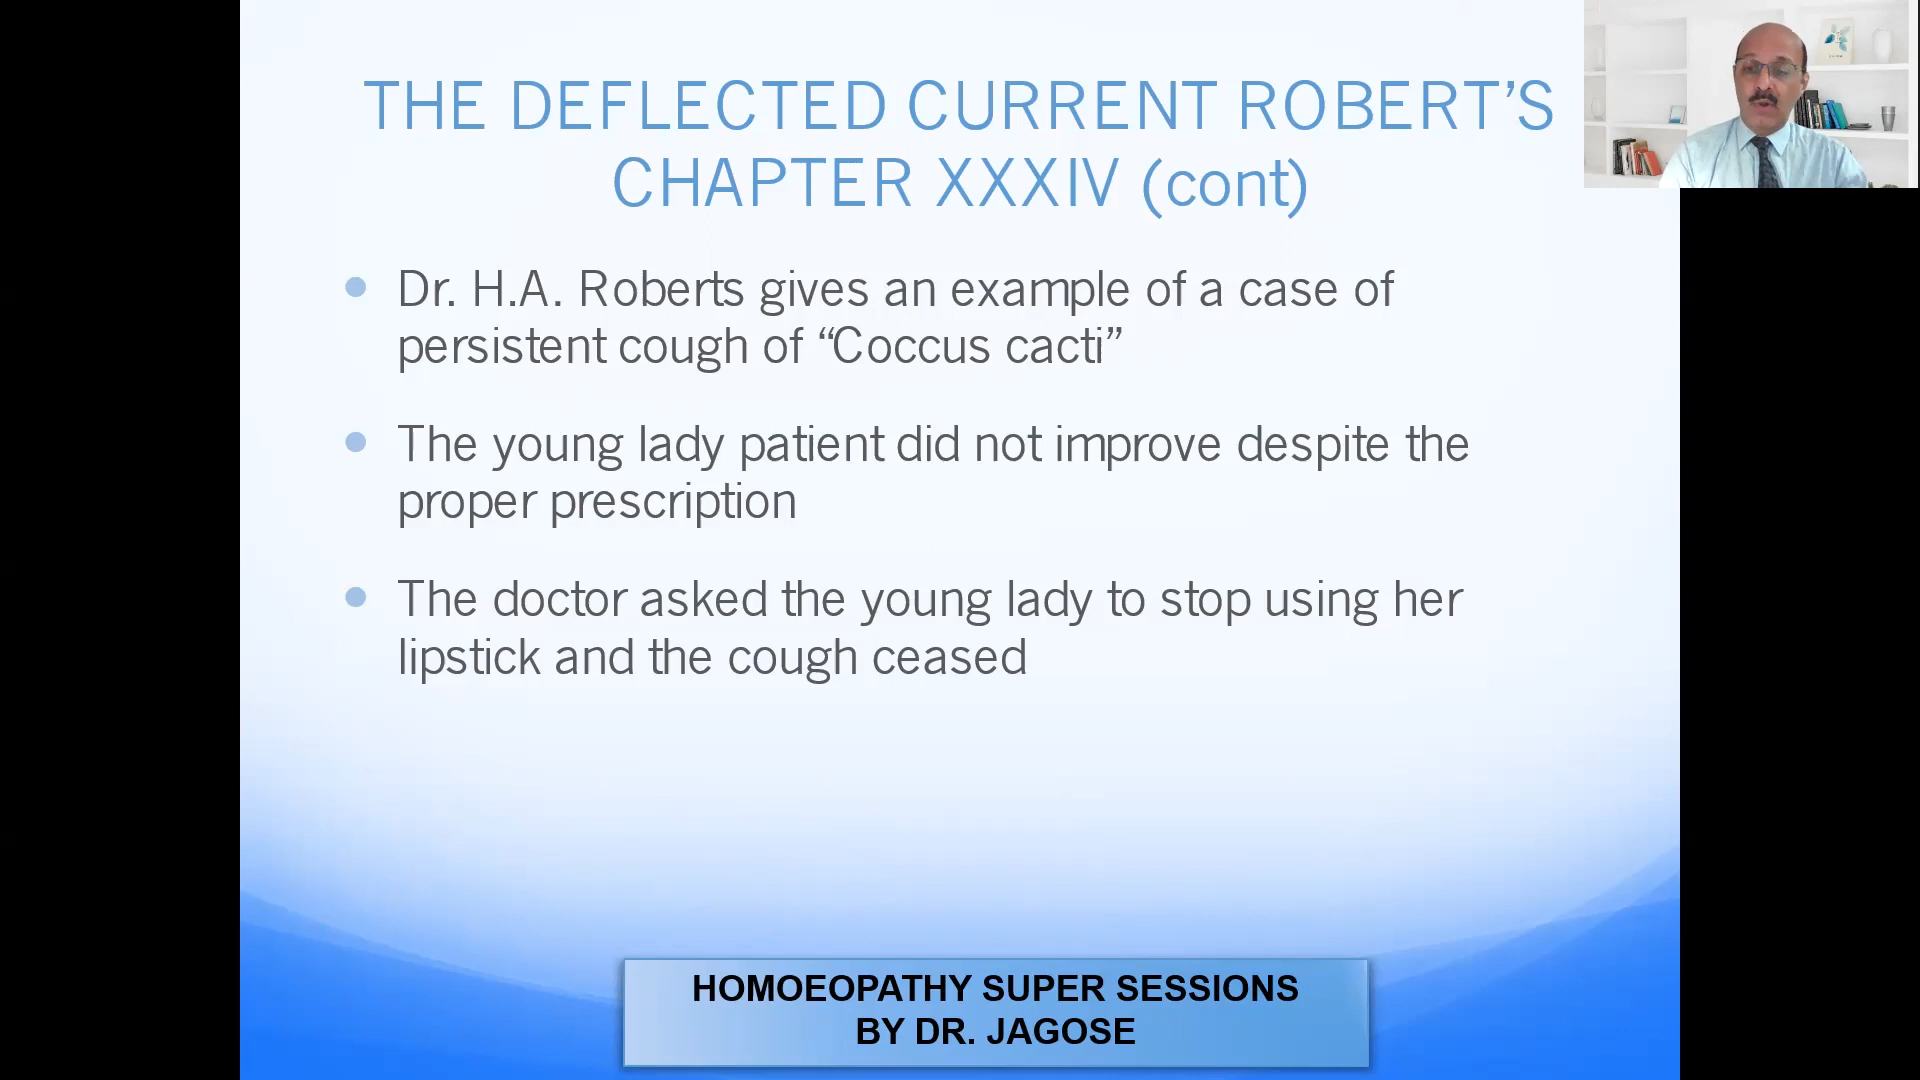 THE DEFLECTED CURRENT ROBERT’S
CHAPTER XXXIV (cont)
Dr. H.A. Roberts gives an example of a case of
persistent cough of “Coccus cacti”
The young lady patient did not improve despite the
proper prescription
The doctor asked the young lady to stop using her
lipstick and the cough ceased
HOMOEOPATHY SUPER SESSIONS
BY DR. JAGOSE